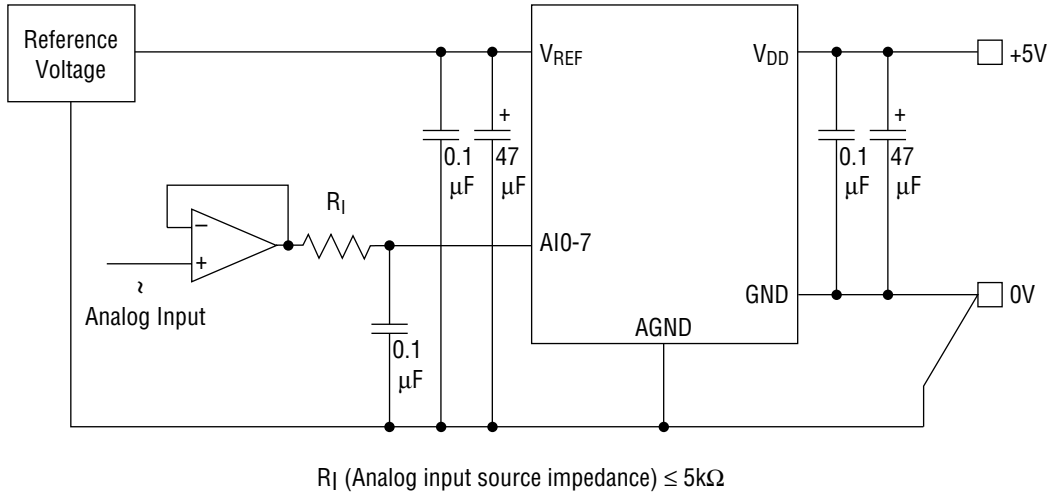 Reference
Voltage
VREF
VDD
+5V
+
0.1
μF
47
μF
+
0.1
μF
47
μF
RI
−
+
~
Analog Input
AI0-7
0.1
μF
GND
0V
AGND
RI (Analog input source impedance) ≤ 5kΩ